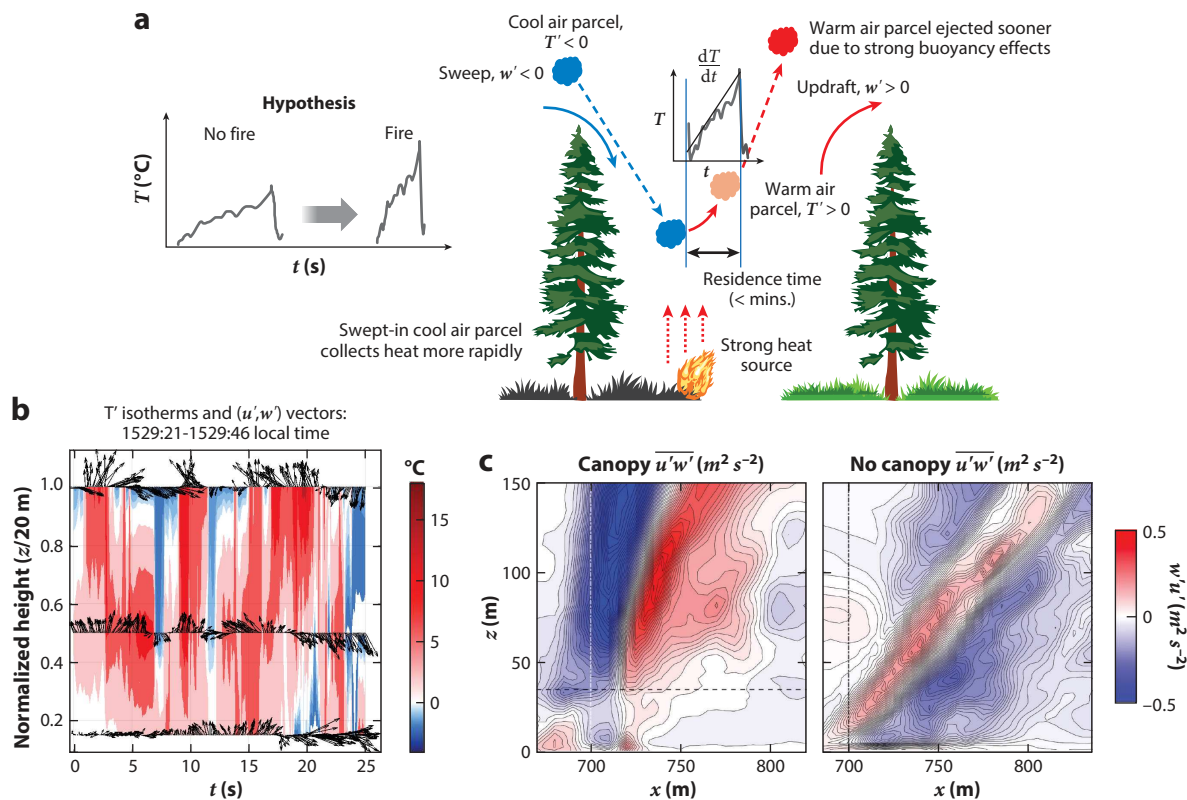 a
Hypothesis
No fire
Fire
T (°C)
t (s)
Cool air parcel,
T′ < 0
Sweep, w′ < 0
dT
dt
T
t
Warm air parcel ejected sooner
due to strong buoyancy effects
Updraft, w′ > 0
Warm air
parcel, T′ > 0
Residence time
(< mins.)
Swept-in cool air parcel
collects heat more rapidly
Strong heat
source
b
T′ isotherms and (u′,w′) vectors:
1529:21-1529:46 local time
°C
Normalized height (z/20 m)
1.0
0.8
0.6
0.4
0.2
0 5 10 15 20 25
t (s)
15
10
5
0
c
Canopy u′w′ (m² s⁻²)
No canopy u′w′ (m² s⁻²)
z (m)
150
100
50
0
700 750 800
x (m)
700 750 800
x (m)
0.5
0
−0.5
w′u′ (m² s⁻²)